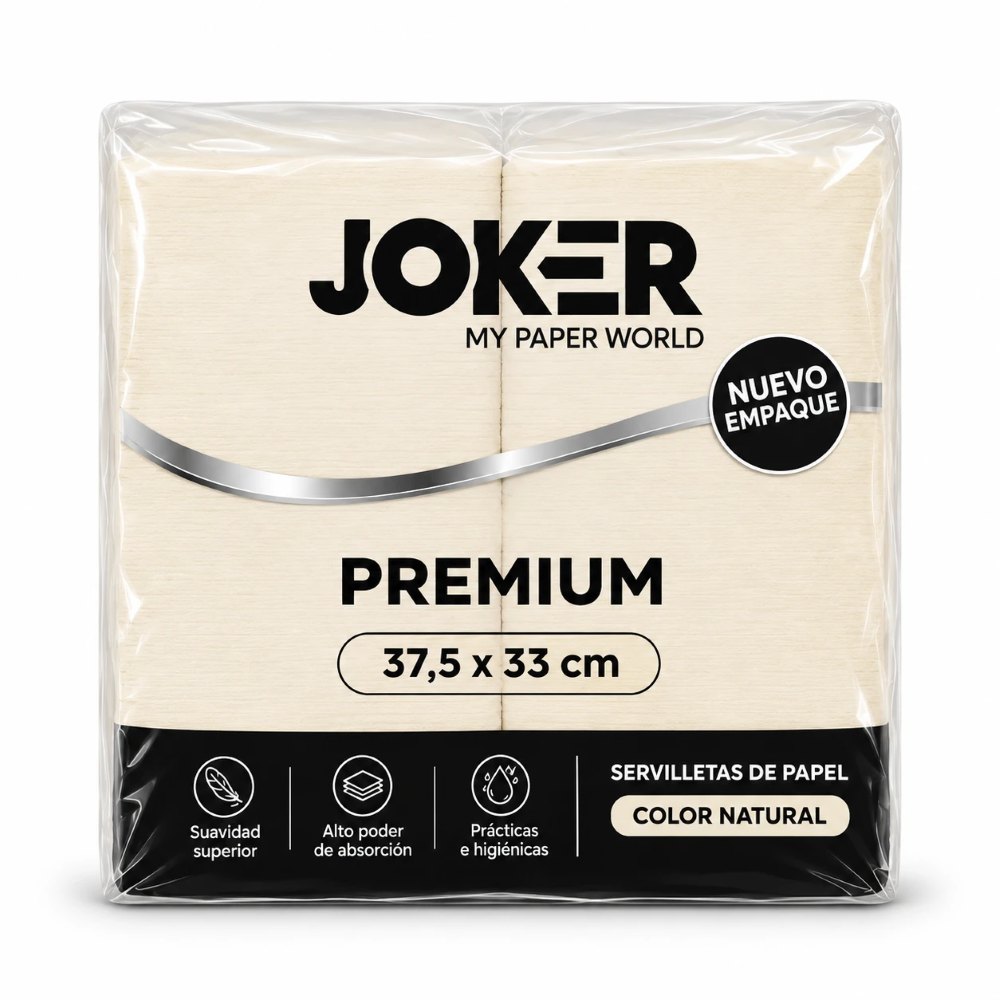 JOKER
MY PAPER WORLD
NUEVO
EMPAQUE
PREMIUM
37,5 x 33 cm
Suavidad
superior
Alto poder
de absorción
Prácticas
e higiénicas
SERVILLETAS DE PAPEL
COLOR NATURAL